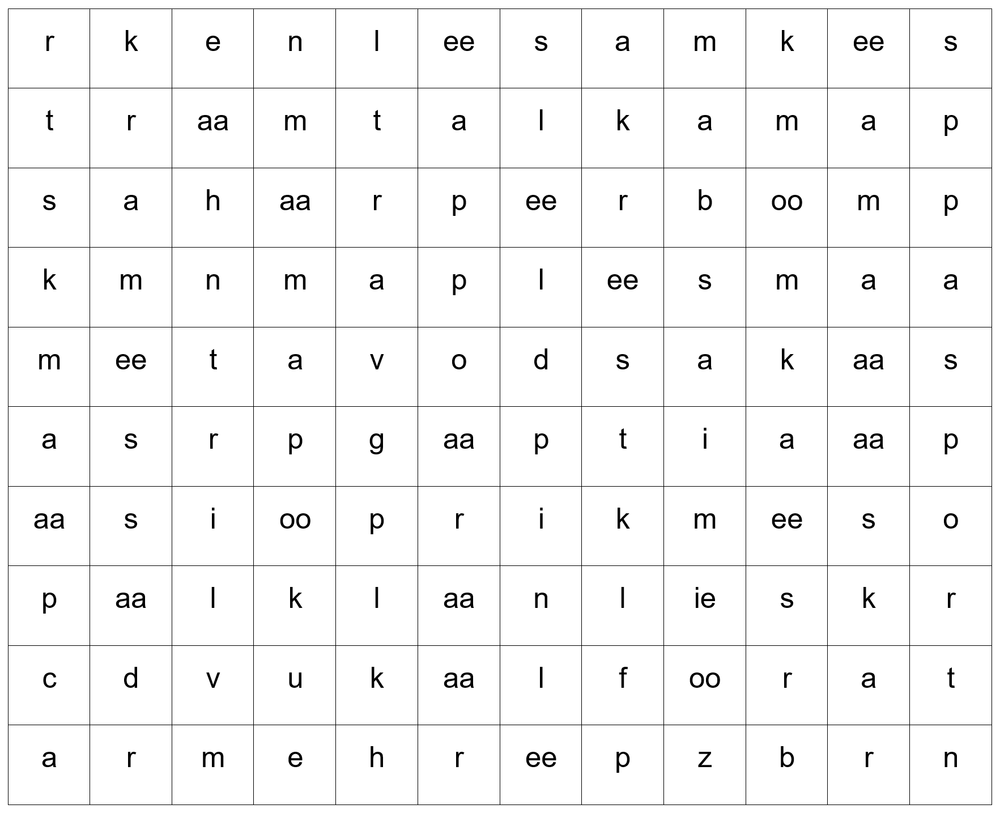 r k e n l ee s a m k ee s
t r aa m t a l k a m a p
s a h aa r p ee r b oo m p
k m n m a p l ee s m a a
m ee t a v o d s a k aa s
a s r p g aa p t i a aa p
aa s i oo p r i k m ee s o
p aa l k l aa n l ie s k r
c d v u k aa l f oo r a t
a r m e h r ee p z b r n